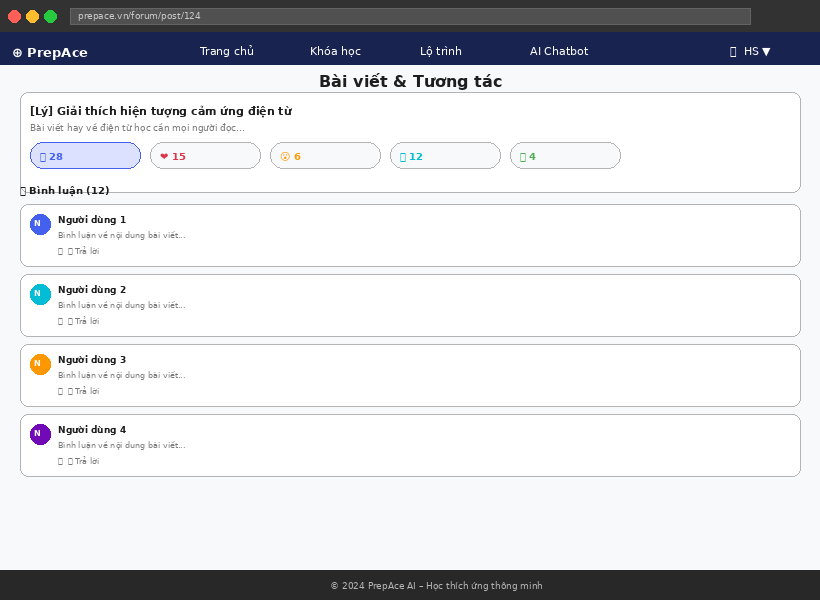 prepace.vn/forum/post/124
⊕ PrepAce Trang chủ Khóa học Lộ trình AI Chatbot HS ▼
Bài viết & Tương tác
[Lý] Giải thích hiện tượng cảm ứng điện từ
Bài viết hay về điện từ học cần mọi người đọc...
28 ❤ 15 😮 6 12 4
Bình luận (12)
N Người dùng 1
Bình luận về nội dung bài viết...
Trả lời
N Người dùng 2
Bình luận về nội dung bài viết...
Trả lời
N Người dùng 3
Bình luận về nội dung bài viết...
Trả lời
N Người dùng 4
Bình luận về nội dung bài viết...
Trả lời
© 2024 PrepAce AI – Học thích ứng thông minh